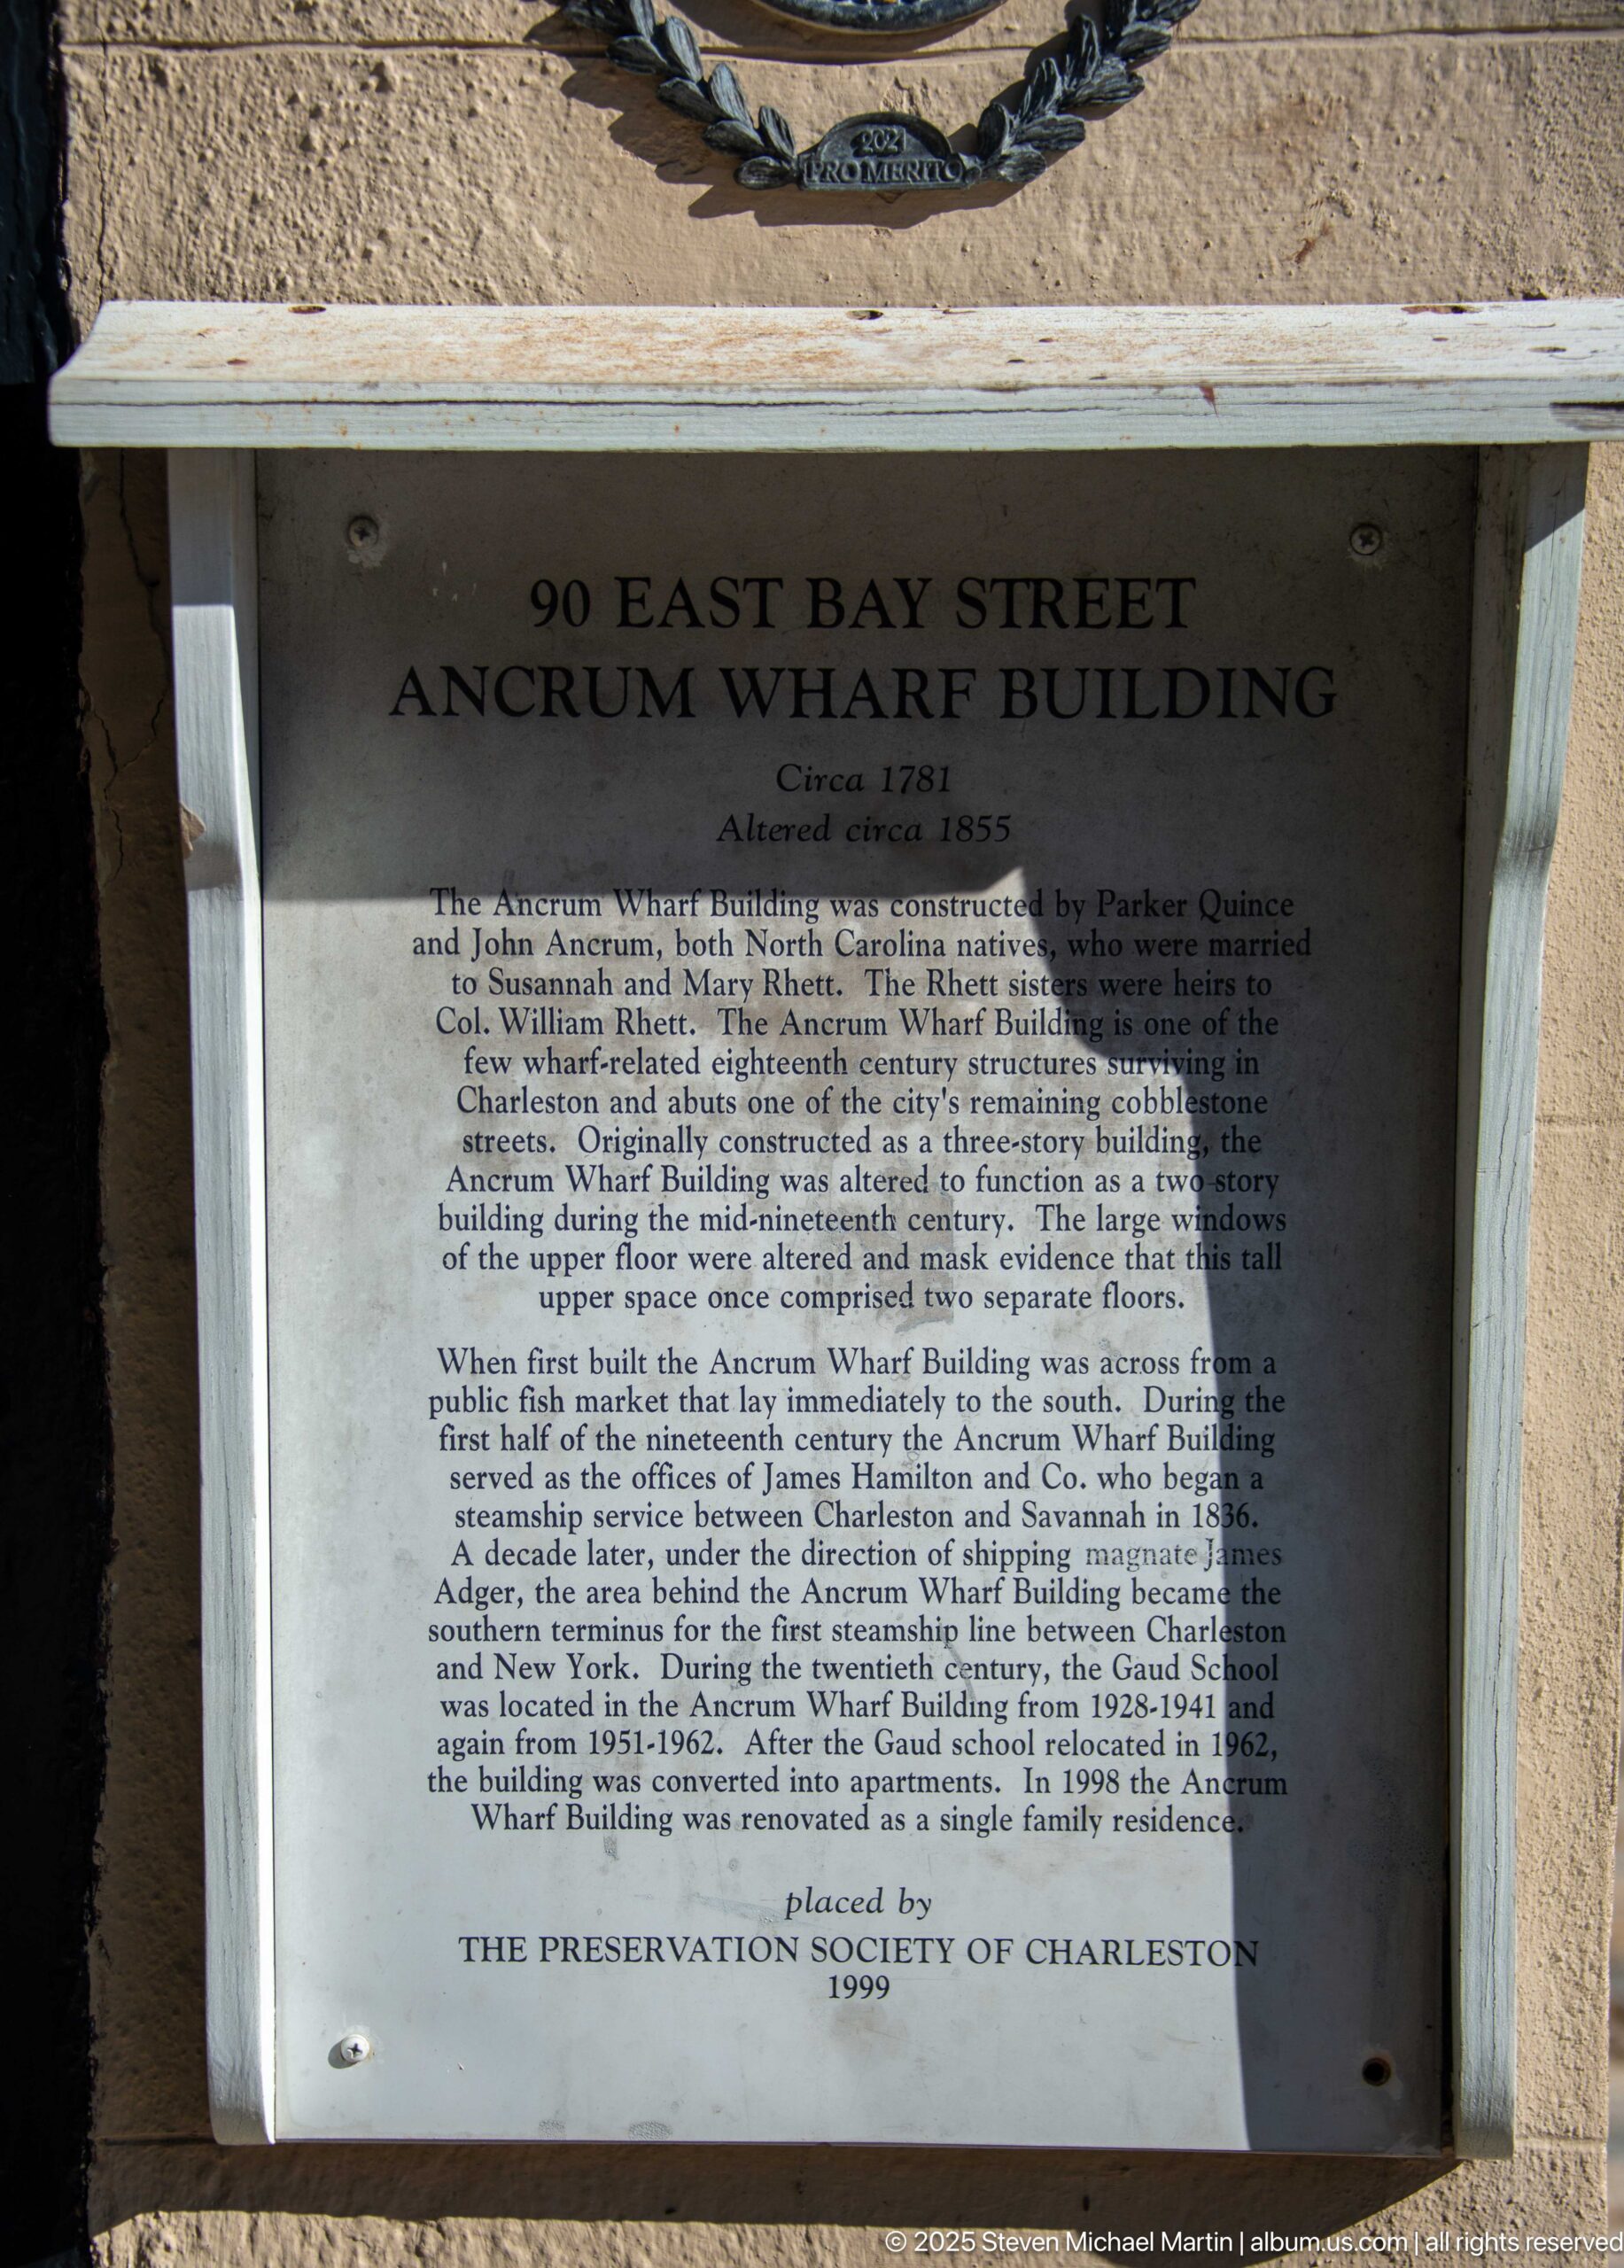 2021
PRO MERITO
90 EAST BAY STREET
ANCRUM WHARF BUILDING
Circa 1781
Altered circa 1855
The Ancrum Wharf Building was constructed by Parker Quince
and John Ancrum, both North Carolina natives, who were married
to Susannah and Mary Rhett. The Rhett sisters were heirs to
Col. William Rhett. The Ancrum Wharf Building is one of the
few wharf-related eighteenth century structures surviving in
Charleston and abuts one of the city's remaining cobblestone
streets. Originally constructed as a three-story building, the
Ancrum Wharf Building was altered to function as a two-story
building during the mid-nineteenth century. The large windows
of the upper floor were altered and mask evidence that this tall
upper space once comprised two separate floors.
When first built the Ancrum Wharf Building was across from a
public fish market that lay immediately to the south. During the
first half of the nineteenth century the Ancrum Wharf Building
served as the offices of James Hamilton and Co. who began a
steamship service between Charleston and Savannah in 1836.
A decade later, under the direction of shipping magnate James
Adger, the area behind the Ancrum Wharf Building became the
southern terminus for the first steamship line between Charleston
and New York. During the twentieth century, the Gaud School
was located in the Ancrum Wharf Building from 1928-1941 and
again from 1951-1962. After the Gaud school relocated in 1962,
the building was converted into apartments. In 1998 the Ancrum
Wharf Building was renovated as a single family residence.
placed by
THE PRESERVATION SOCIETY OF CHARLESTON
1999
© 2025 Steven Michael Martin | album.us.com | all rights reserved